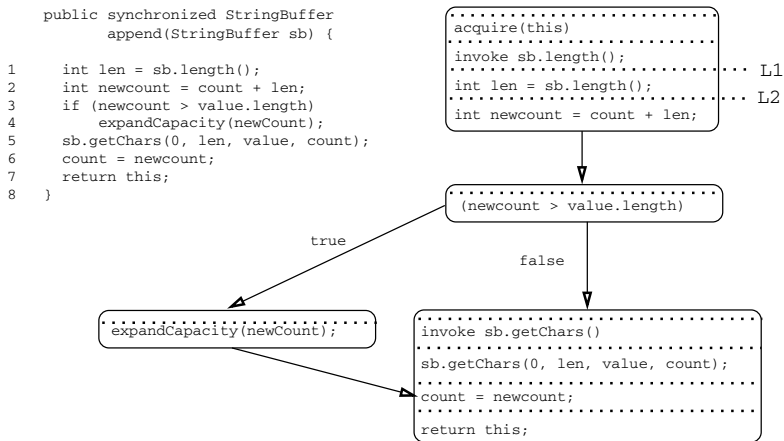 public synchronized StringBuffer
append(StringBuffer sb) {
1 int len = sb.length();
2 int newcount = count + len;
3 if (newcount > value.length)
4 expandCapacity(newCount);
5 sb.getChars(0, len, value, count);
6 count = newcount;
7 return this;
8 }
acquire(this)
invoke sb.length();
L1
int len = sb.length();
L2
int newcount = count + len;
(newcount > value.length)
true
false
expandCapacity(newCount);
invoke sb.getChars()
sb.getChars(0, len, value, count);
count = newcount;
return this;